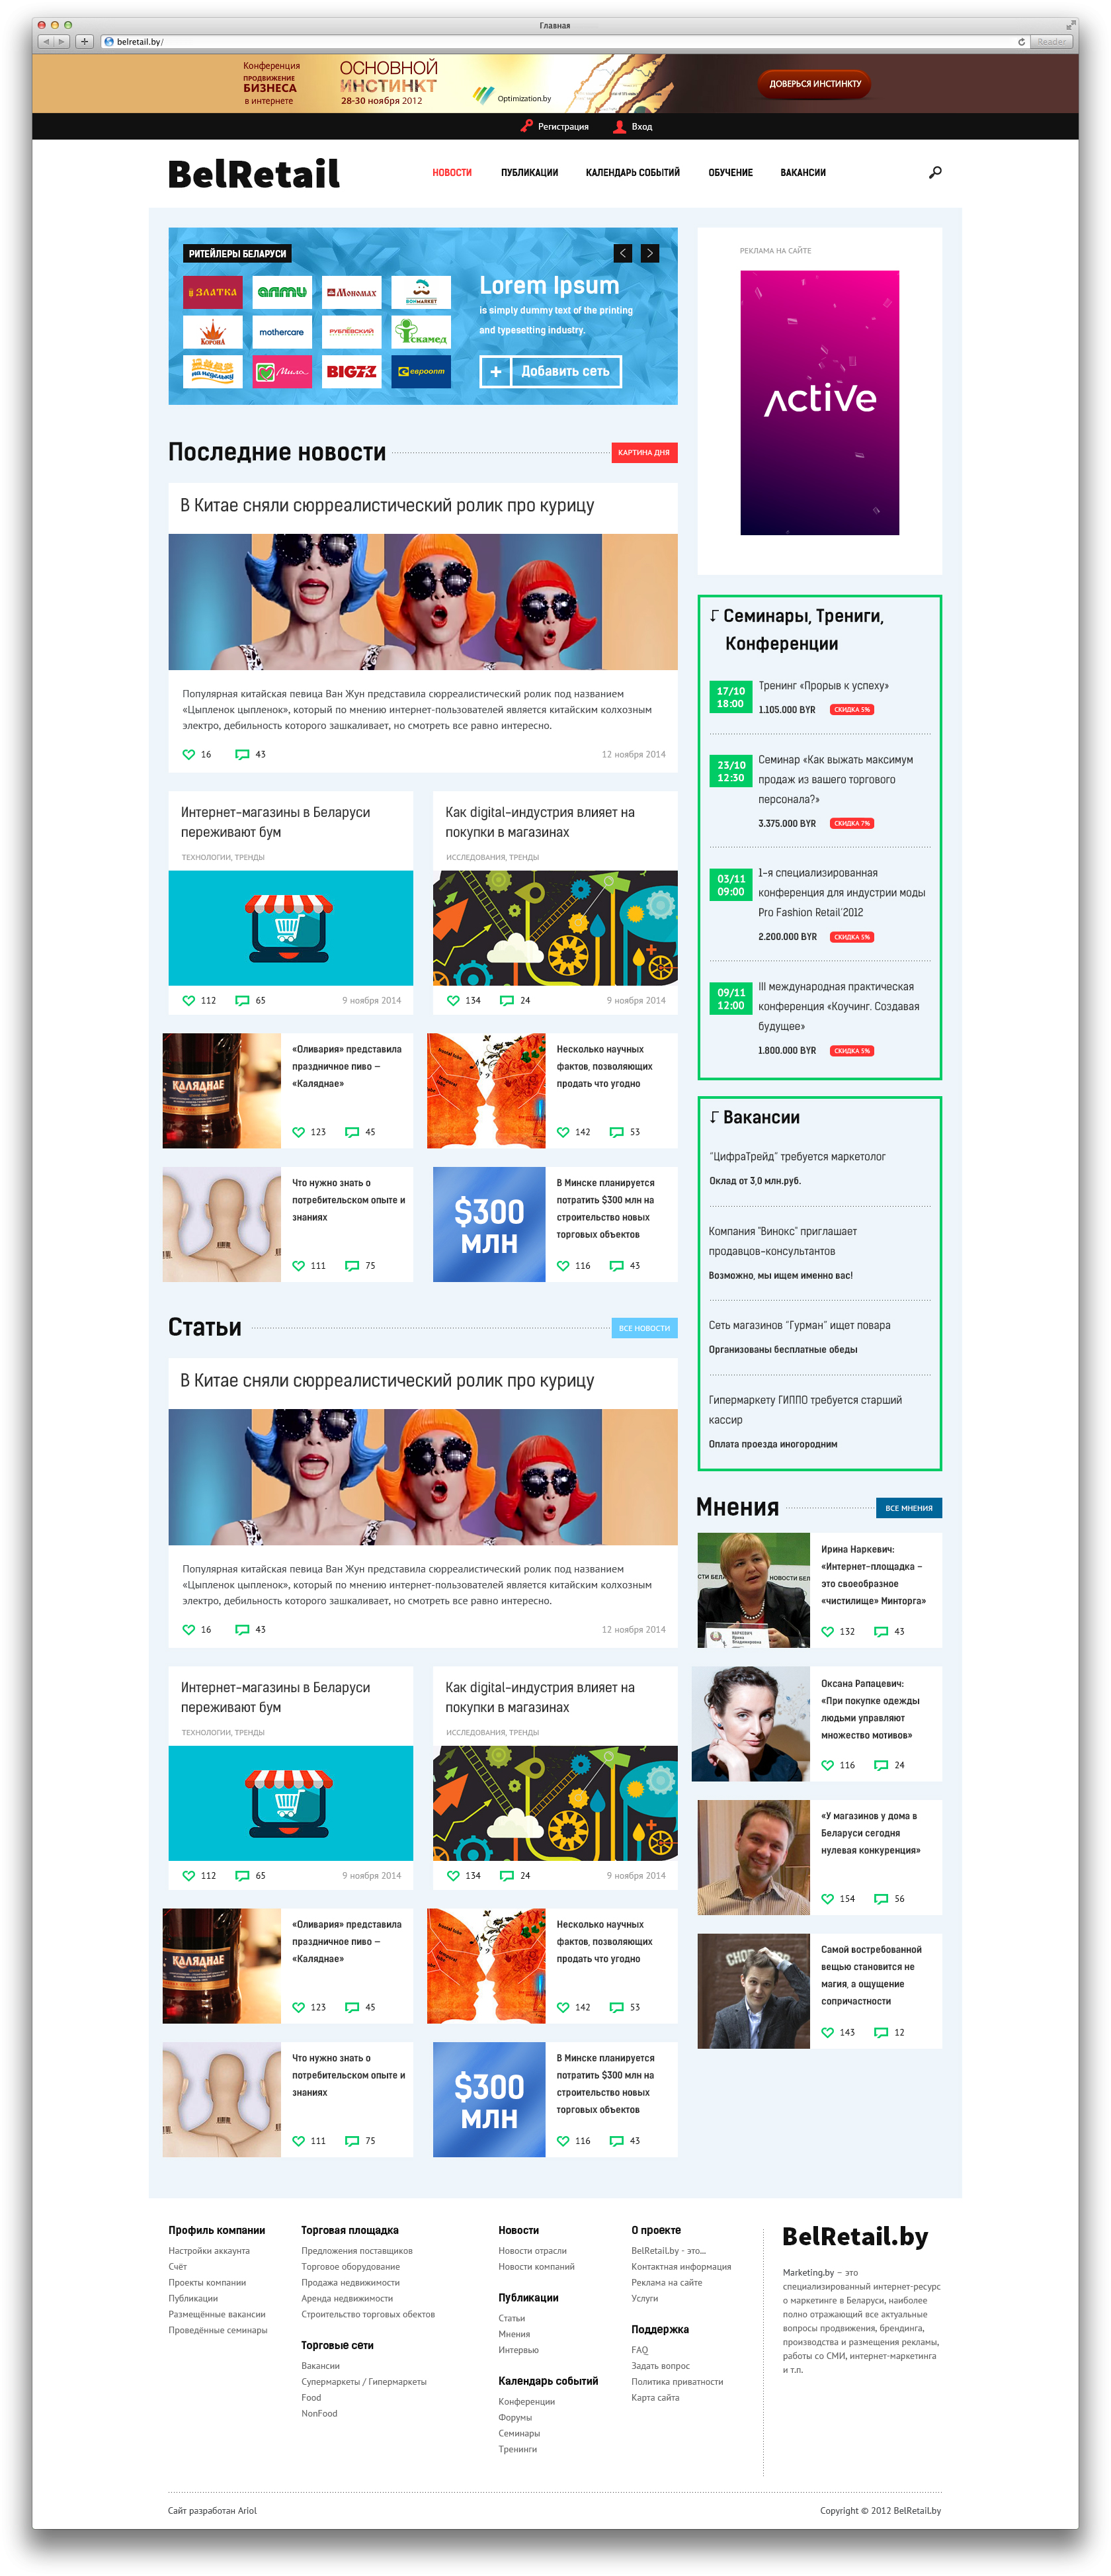 Главная
belretail.by/
Reader
Конференция
ПРОДВИЖЕНИЕ
БИЗНЕСА
в интернете
ОСНОВНОЙ
ИНСТИНКТ
28-30 ноября 2012
Optimization.by
ДОВЕРЬСЯ ИНСТИНКТУ
Регистрация
Вход
BelRetail
НОВОСТИ
ПУБЛИКАЦИИ
КАЛЕНДАРЬ СОБЫТИЙ
ОБУЧЕНИЕ
ВАКАНСИИ
РИТЕЙЛЕРЫ БЕЛАРУСИ
ЗЛАТКА
алми
Мономах
BONMARKET
КОРОНА
mothercare
РУБЛЁВСКИЙ
скамед
на недельку
Мила
BIGZZ
евроопт
Lorem Ipsum
is simply dummy text of the printing
and typesetting industry.
+ Добавить сеть
РЕКЛАМА НА САЙТЕ
Active
Последние новости
КАРТИНА ДНЯ
В Китае сняли сюрреалистический ролик про курицу
Популярная китайская певица Ван Жун представила сюрреалистический ролик под названием
«Цыпленок цыпленок», который по мнению интернет-пользователей является китайским колхозным
электро, дебильность которого зашкаливает, но смотреть все равно интересно.
16 43 12 ноября 2014
Интернет-магазины в Беларуси
переживают бум
ТЕХНОЛОГИИ, ТРЕНДЫ
112 65 9 ноября 2014
Как digital-индустрия влияет на
покупки в магазинах
ИССЛЕДОВАНИЯ, ТРЕНДЫ
134 24 9 ноября 2014
КАЛЯДНАЕ
«Оливария» представила
праздничное пиво –
«Каляднае»
123 45
Несколько научных
фактов, позволяющих
продать что угодно
142 53
Что нужно знать о
потребительском опыте и
знаниях
111 75
$300
МЛН
В Минске планируется
потратить $300 млн на
строительство новых
торговых объектов
116 43
Семинары, Трениги,
Конференции
17/10
18:00
Тренинг «Прорыв к успеху»
1.105.000 BYR СКИДКА 5%
23/10
12:30
Семинар «Как выжать максимум
продаж из вашего торгового
персонала?»
3.375.000 BYR СКИДКА 7%
03/11
09:00
1-я специализированная
конференция для индустрии моды
Pro Fashion Retail'2012
2.200.000 BYR СКИДКА 5%
09/11
12:00
III международная практическая
конференция «Коучинг. Создавая
будущее»
1.800.000 BYR СКИДКА 5%
Вакансии
"ЦифраТрейд" требуется маркетолог
Оклад от 3,0 млн.руб.
Компания "Винокс" приглашает
продавцов-консультантов
Возможно, мы ищем именно вас!
Сеть магазинов "Гурман" ищет повара
Организованы бесплатные обеды
Гипермаркету ГИППО требуется старший
кассир
Оплата проезда иногородним
Статьи
ВСЕ НОВОСТИ
В Китае сняли сюрреалистический ролик про курицу
Популярная китайская певица Ван Жун представила сюрреалистический ролик под названием
«Цыпленок цыпленок», который по мнению интернет-пользователей является китайским колхозным
электро, дебильность которого зашкаливает, но смотреть все равно интересно.
16 43 12 ноября 2014
Интернет-магазины в Беларуси
переживают бум
ТЕХНОЛОГИИ, ТРЕНДЫ
112 65 9 ноября 2014
Как digital-индустрия влияет на
покупки в магазинах
ИССЛЕДОВАНИЯ, ТРЕНДЫ
134 24 9 ноября 2014
КАЛЯДНАЕ
«Оливария» представила
праздничное пиво –
«Каляднае»
123 45
Несколько научных
фактов, позволяющих
продать что угодно
142 53
Что нужно знать о
потребительском опыте и
знаниях
111 75
$300
МЛН
В Минске планируется
потратить $300 млн на
строительство новых
торговых объектов
116 43
Мнения
ВСЕ МНЕНИЯ
Ирина Наркевич:
«Интернет-площадка –
это своеобразное
«чистилище» Минторга»
132 43
Оксана Рапацевич:
«При покупке одежды
людьми управляют
множество мотивов»
116 24
«У магазинов у дома в
Беларуси сегодня
нулевая конкуренция»
154 56
Самой востребованной
вещью становится не
магия, а ощущение
сопричастности
143 12
Профиль компании
Настройки аккаунта
Счёт
Проекты компании
Публикации
Размещённые вакансии
Проведённые семинары
Торговая площадка
Предложения поставщиков
Торговое оборудование
Продажа недвижимости
Аренда недвижимости
Строительство торговых обектов
Торговые сети
Вакансии
Супермаркеты / Гипермаркеты
Food
NonFood
Новости
Новости отрасли
Новости компаний
Публикации
Статьи
Мнения
Интервью
Календарь событий
Конференции
Форумы
Семинары
Тренинги
О проекте
BelRetail.by - это...
Контактная информация
Реклама на сайте
Услуги
Поддержка
FAQ
Задать вопрос
Политика приватности
Карта сайта
BelRetail.by
Marketing.by – это
специализированный интернет-ресурс
о маркетинге в Беларуси, наиболее
полно отражающий все актуальные
вопросы продвижения, брендинга,
производства и размещения рекламы,
работы со СМИ, интернет-маркетинга
и т.п.
Сайт разработан Ariol
Copyright © 2012 BelRetail.by